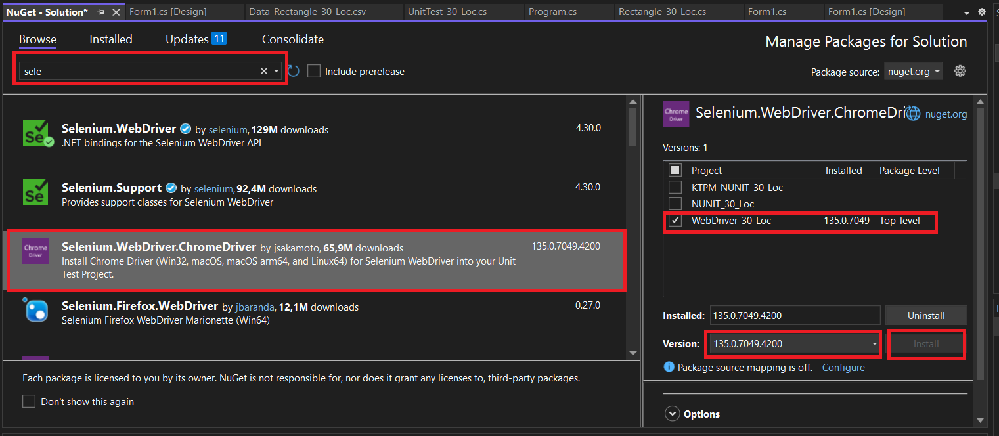 NuGet - Solution*
Form1.cs [Design]
Data_Rectangle_30_Loc.csv
UnitTest_30_Loc.cs
Program.cs
Rectangle_30_Loc.cs
Form1.cs
Form1.cs [Design]
Browse
Installed
Updates 11
Consolidate
Manage Packages for Solution
sele
Include prerelease
Package source: nuget.org
Selenium.WebDriver by selenium, 129M downloads
4.30.0
.NET bindings for the Selenium WebDriver API
Selenium.Support by selenium, 92,4M downloads
4.30.0
Provides support classes for Selenium WebDriver
Chrome
Driver
Selenium.WebDriver.ChromeDriver by jsakamoto, 65,9M downloads
135.0.7049.4200
Install Chrome Driver (Win32, macOS, macOS arm64, and Linux64) for Selenium WebDriver into your Unit
Test Project.
Selenium.Firefox.WebDriver by jbaranda, 12,1M downloads
0.27.0
Selenium Firefox WebDriver Marionette (Win64)
Each package is licensed to you by its owner. NuGet is not responsible for, nor does it grant any licenses to, third-party packages.
Don't show this again
Chrome
Driver
Selenium.WebDriver.ChromeDri
nuget.org
Versions: 1
Project Installed Package Level
KTPM_NUNIT_30_Loc
NUNIT_30_Loc
WebDriver_30_Loc 135.0.7049 Top-level
Installed: 135.0.7049.4200 Uninstall
Version: 135.0.7049.4200 Install
Package source mapping is off. Configure
Options